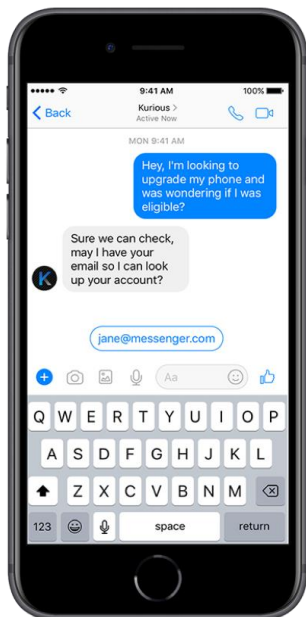 9:41 AM
100%
Back
Kurious >
Active Now
MON 9:41 AM
Hey, I'm looking to
upgrade my phone and
was wondering if I was
eligible?
Sure we can check,
may I have your
email so I can look
up your account?
K
jane@messenger.com
Aa
Q W E R T Y U I O P
A S D F G H J K L
Z X C V B N M
123 space return